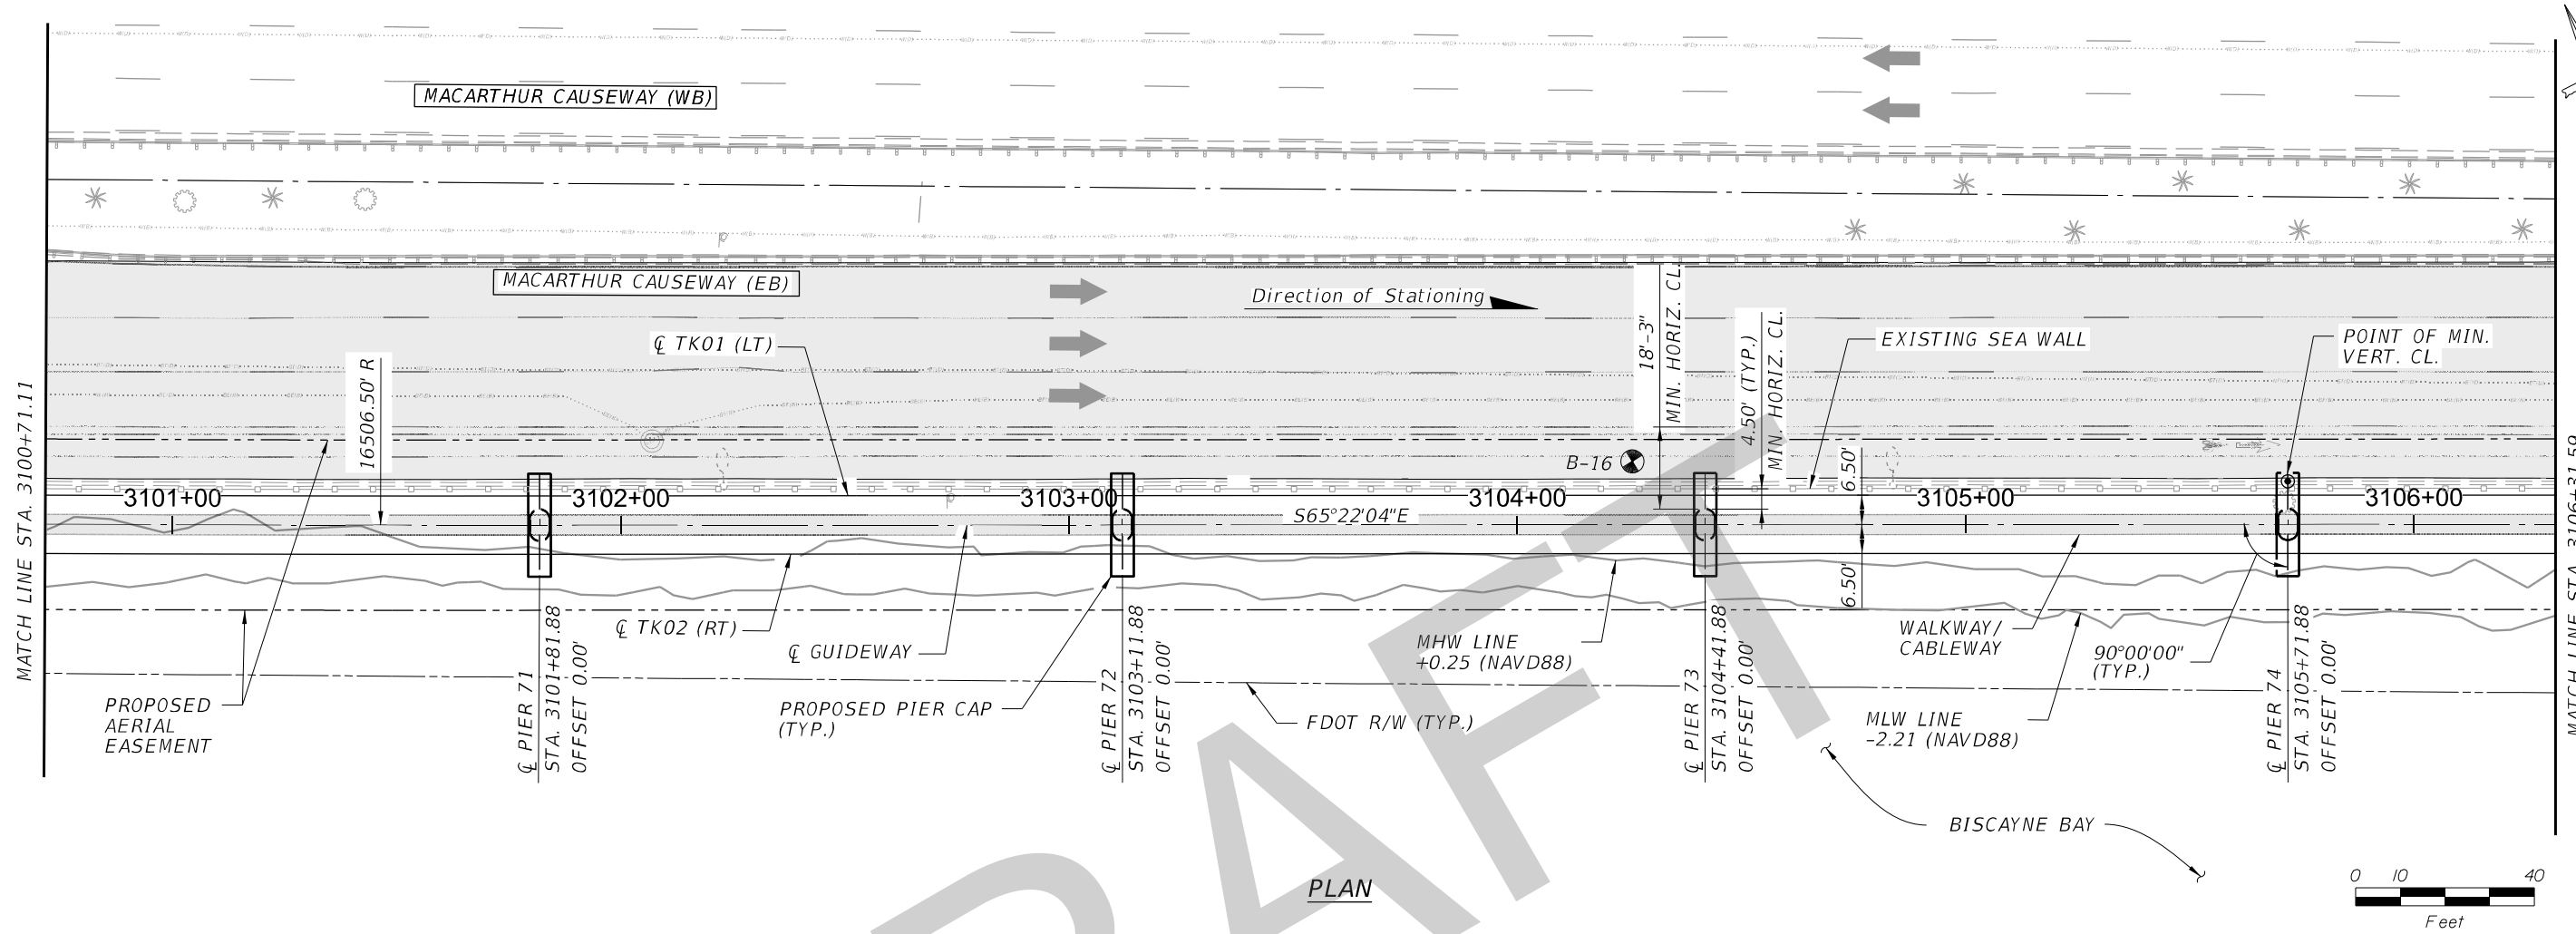 MACARTHUR CAUSEWAY (WB)
MACARTHUR CAUSEWAY (EB)
Direction of Stationing
℄ TK01 (LT)
16506.50' R
18'-3"
MIN. HORIZ. CL.
4.50' (TYP.)
MIN. HORIZ. CL.
EXISTING SEA WALL
POINT OF MIN.
VERT. CL.
B-16
6.50'
3101+00
3102+00
3103+00
3104+00
3105+00
3106+00
S65°22'04"E
6.50'
MATCH LINE STA. 3100+71.11
MATCH LINE STA. 3106+31.59
℄ TK02 (RT)
℄ GUIDEWAY
MHW LINE
+0.25 (NAVD88)
WALKWAY/
CABLEWAY
90°00'00"
(TYP.)
PROPOSED
AERIAL
EASEMENT
℄ PIER 71
STA. 3101+81.88
OFFSET 0.00'
PROPOSED PIER CAP
(TYP.)
℄ PIER 72
STA. 3103+11.88
OFFSET 0.00'
FDOT R/W (TYP.)
℄ PIER 73
STA. 3104+41.88
OFFSET 0.00'
MLW LINE
-2.21 (NAVD88)
℄ PIER 74
STA. 3105+71.88
OFFSET 0.00'
BISCAYNE BAY
PLAN
0 10 40
Feet
DRAFT